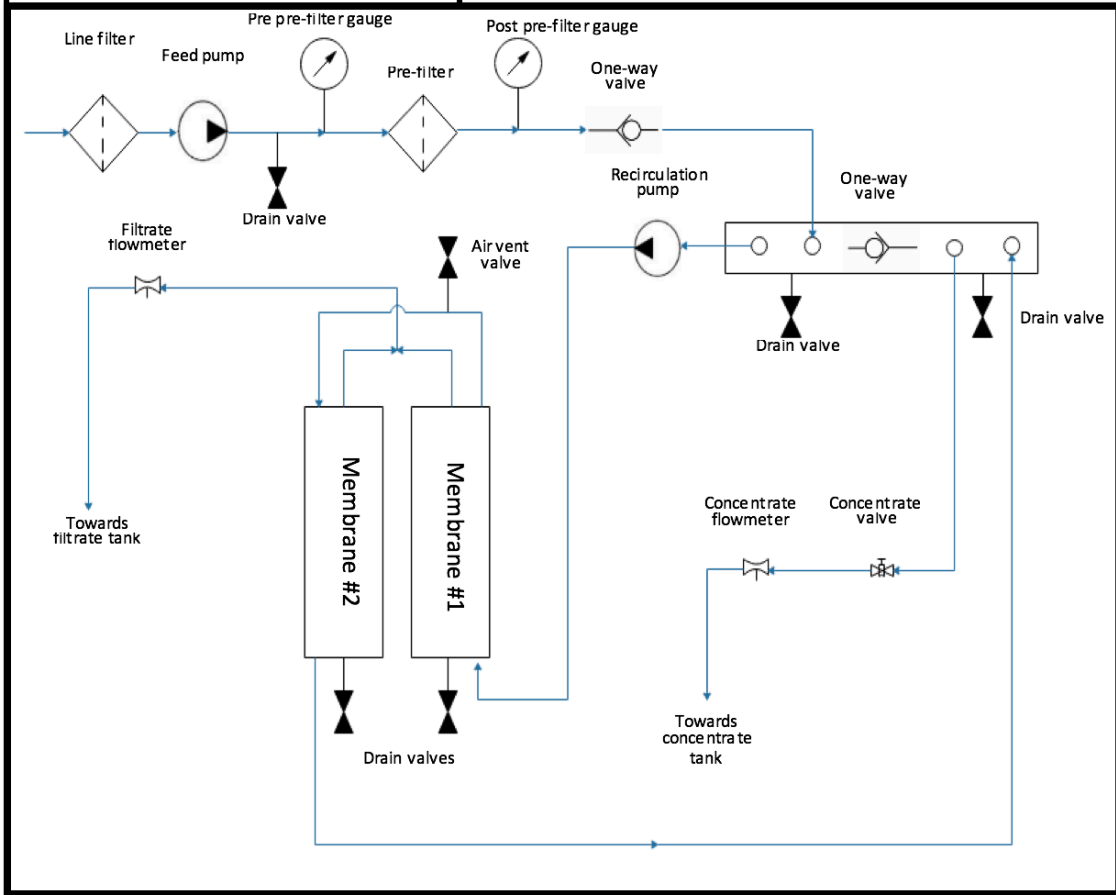 Line filter
Feed pump
Pre pre-filter gauge
Pre-filter
Post pre-filter gauge
One-way
valve
Drain valve
Recirculation
pump
One-way
valve
Filtrate
flowmeter
Air vent
valve
Drain valve
Drain valve
Membrane #2
Membrane #1
Towards
filtrate tank
Concentrate
flowmeter
Concentrate
valve
Drain valves
Towards
concentrate
tank